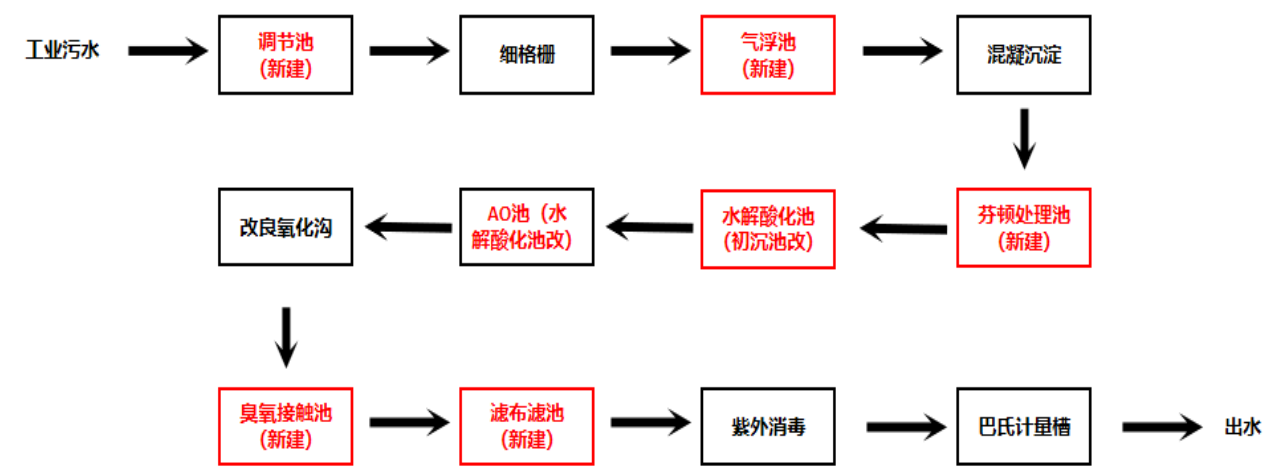 工业污水
调节池
(新建)
细格栅
气浮池
(新建)
混凝沉淀
芬顿处理池
(新建)
水解酸化池
(初沉池改)
AO池（水
解酸化池改）
改良氧化沟
臭氧接触池
(新建)
滤布滤池
(新建)
紫外消毒
巴氏计量槽
出水